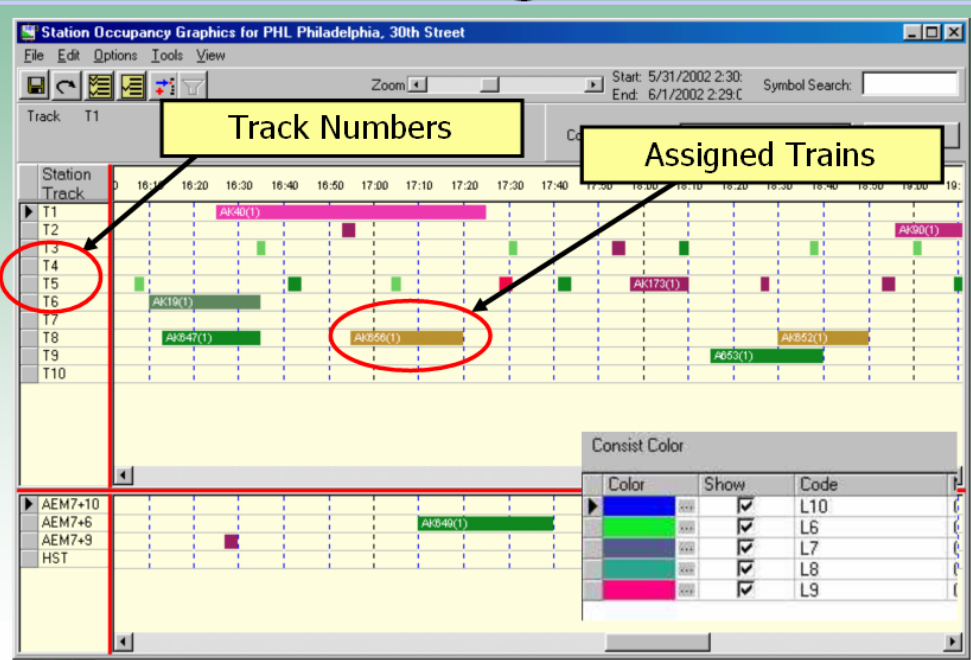 Station Occupancy Graphics for PHL Philadelphia, 30th Street
File Edit Options Tools View
Zoom
Start: 5/31/2002 2:30:
End: 6/1/2002 2:29:
Symbol Search:
Track T1
Track Numbers
Assigned Trains
Station
Track
16:20 16:30 16:40 16:50 17:00 17:10 17:20 17:30 17:40
T1 AK40(1)
T2 AK90(1)
T3
T4
T5 AK173(1)
T6 AK19(1)
T7
T8 AK647(1) AK656(1) AK652(1)
T9 A653(1)
T10
Consist Color
Color Show Code
L10
L6
L7
L8
L9
AEM7+10
AEM7+6 AK649(1)
AEM7+9
HST